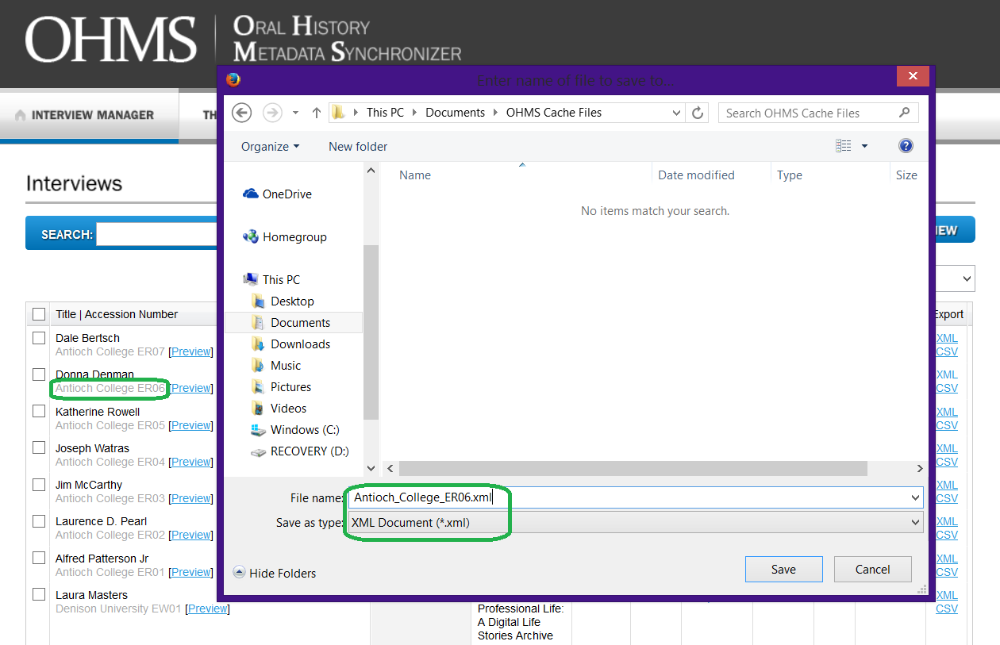 OHMS
ORAL HISTORY
METADATA SYNCHRONIZER
Enter name of file to save to...
INTERVIEW MANAGER
TH
This PC
Documents
OHMS Cache Files
Search OHMS Cache Files
Organize
New folder
Name
Date modified
Type
Size
No items match your search.
OneDrive
Homegroup
This PC
Desktop
Documents
Downloads
Music
Pictures
Videos
Windows (C:)
RECOVERY (D:)
File name:
Antioch_College_ER06.xml
Save as type:
XML Document (*.xml)
Hide Folders
Save
Cancel
Interviews
SEARCH:
EW
Title | Accession Number
Export
Dale Bertsch
Antioch College ER07 [Preview]
XML
CSV
Donna Denman
Antioch College ER06 [Preview]
XML
CSV
Katherine Rowell
Antioch College ER05 [Preview]
XML
CSV
Joseph Watras
Antioch College ER04 [Preview]
XML
CSV
Jim McCarthy
Antioch College ER03 [Preview]
XML
CSV
Laurence D. Pearl
Antioch College ER02 [Preview]
XML
CSV
Alfred Patterson Jr
Antioch College ER01 [Preview]
XML
CSV
Laura Masters
Denison University EW01 [Preview]
XML
CSV
Professional Life:
A Digital Life
Stories Archive